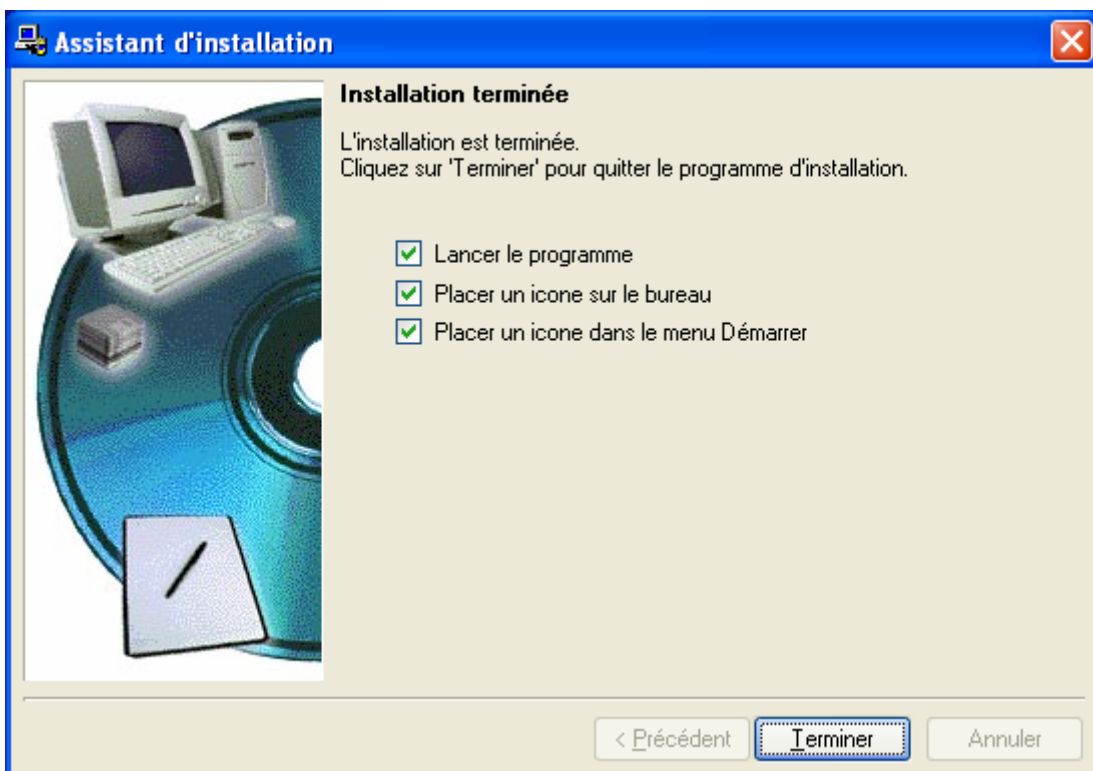 Assistant d'installation
Installation terminée
L'installation est terminée.
Cliquez sur 'Terminer' pour quitter le programme d'installation.
Lancer le programme
Placer un icone sur le bureau
Placer un icone dans le menu Démarrer
< Précédent
Terminer
Annuler